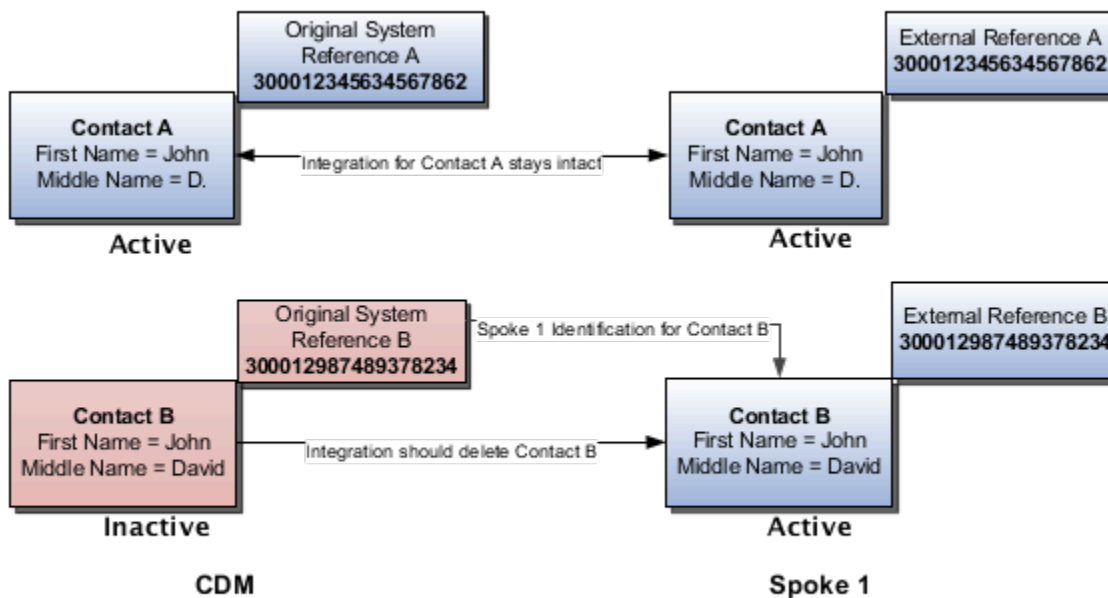 Original System
Reference A
300012345634567862
External Reference A
300012345634567862
Contact A
First Name = John
Middle Name = D.
Integration for Contact A stays intact
Contact A
First Name = John
Middle Name = D.
Active
Active
Original System
Reference B
300012987489378234
Spoke 1 Identification for Contact B
External Reference B
300012987489378234
Contact B
First Name = John
Middle Name = David
Integration should delete Contact B
Contact B
First Name = John
Middle Name = David
Inactive
Active
CDM
Spoke 1